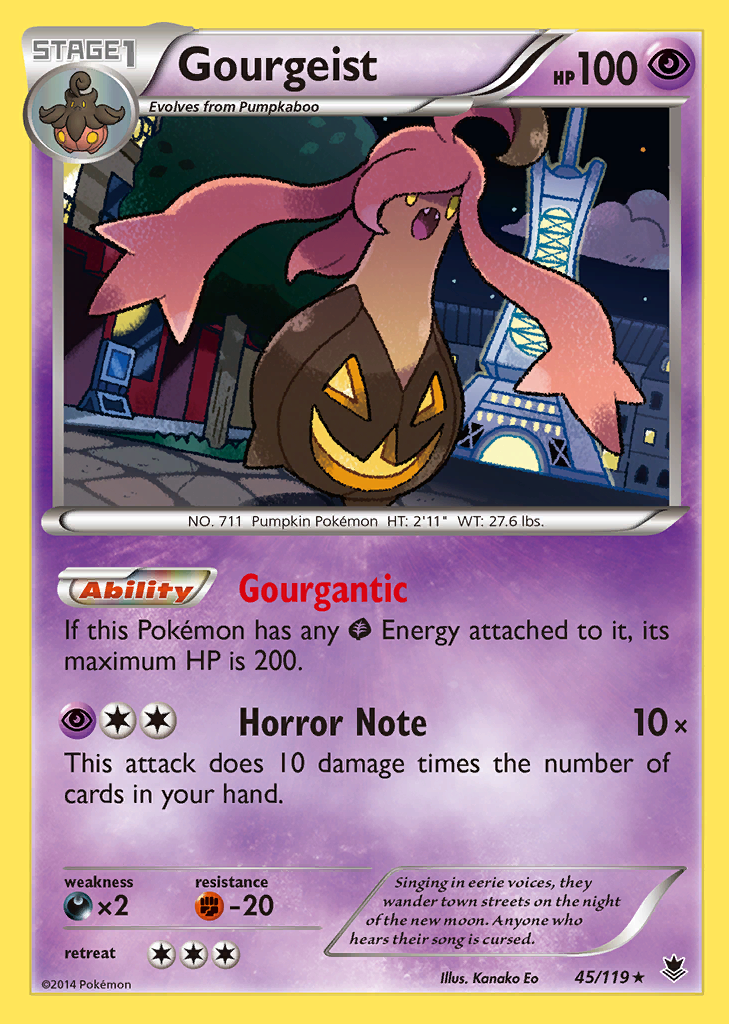 STAGE1
Gourgeist
HP100
Evolves from Pumpkaboo
NO. 711 Pumpkin Pokémon HT: 2'11" WT: 27.6 lbs.
Ability Gourgantic
If this Pokémon has any Energy attached to it, its
maximum HP is 200.
Horror Note 10×
This attack does 10 damage times the number of
cards in your hand.
weakness
×2
resistance
-20
retreat
Singing in eerie voices, they
wander town streets on the night
of the new moon. Anyone who
hears their song is cursed.
©2014 Pokémon
Illus. Kanako Eo
45/119 ★